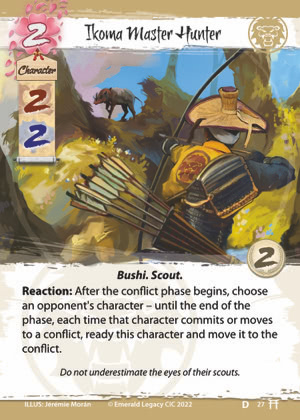 2
Ikoma Master Hunter
Character
2
2
2
Bushi. Scout.
Reaction: After the conflict phase begins, choose
an opponent's character – until the end of the
phase, each time that character commits or moves
to a conflict, ready this character and move it to the
conflict.
Do not underestimate the eyes of their scouts.
ILLUS: Jérémie Morán © Emerald Legacy CIC 2022 D 27